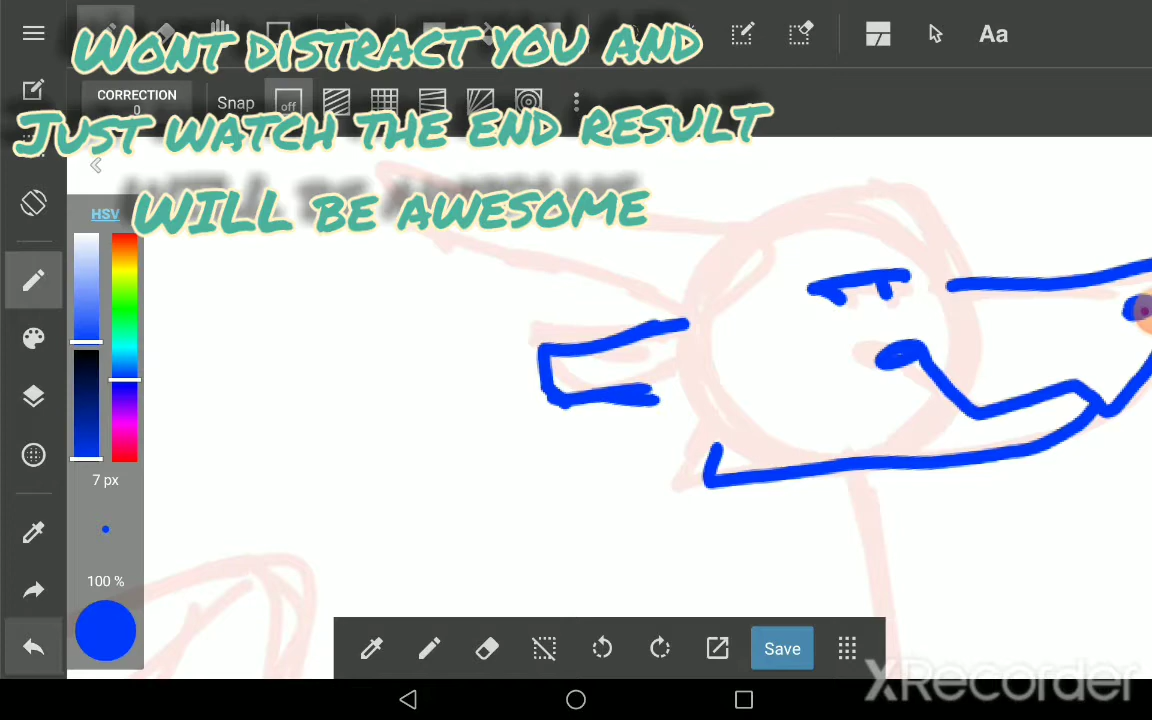 Wont distract you and
Aa
CORRECTION
0
Snap
off
Just watch the end result
will be awesome
HSV
7 px
100 %
Save
XRecorder